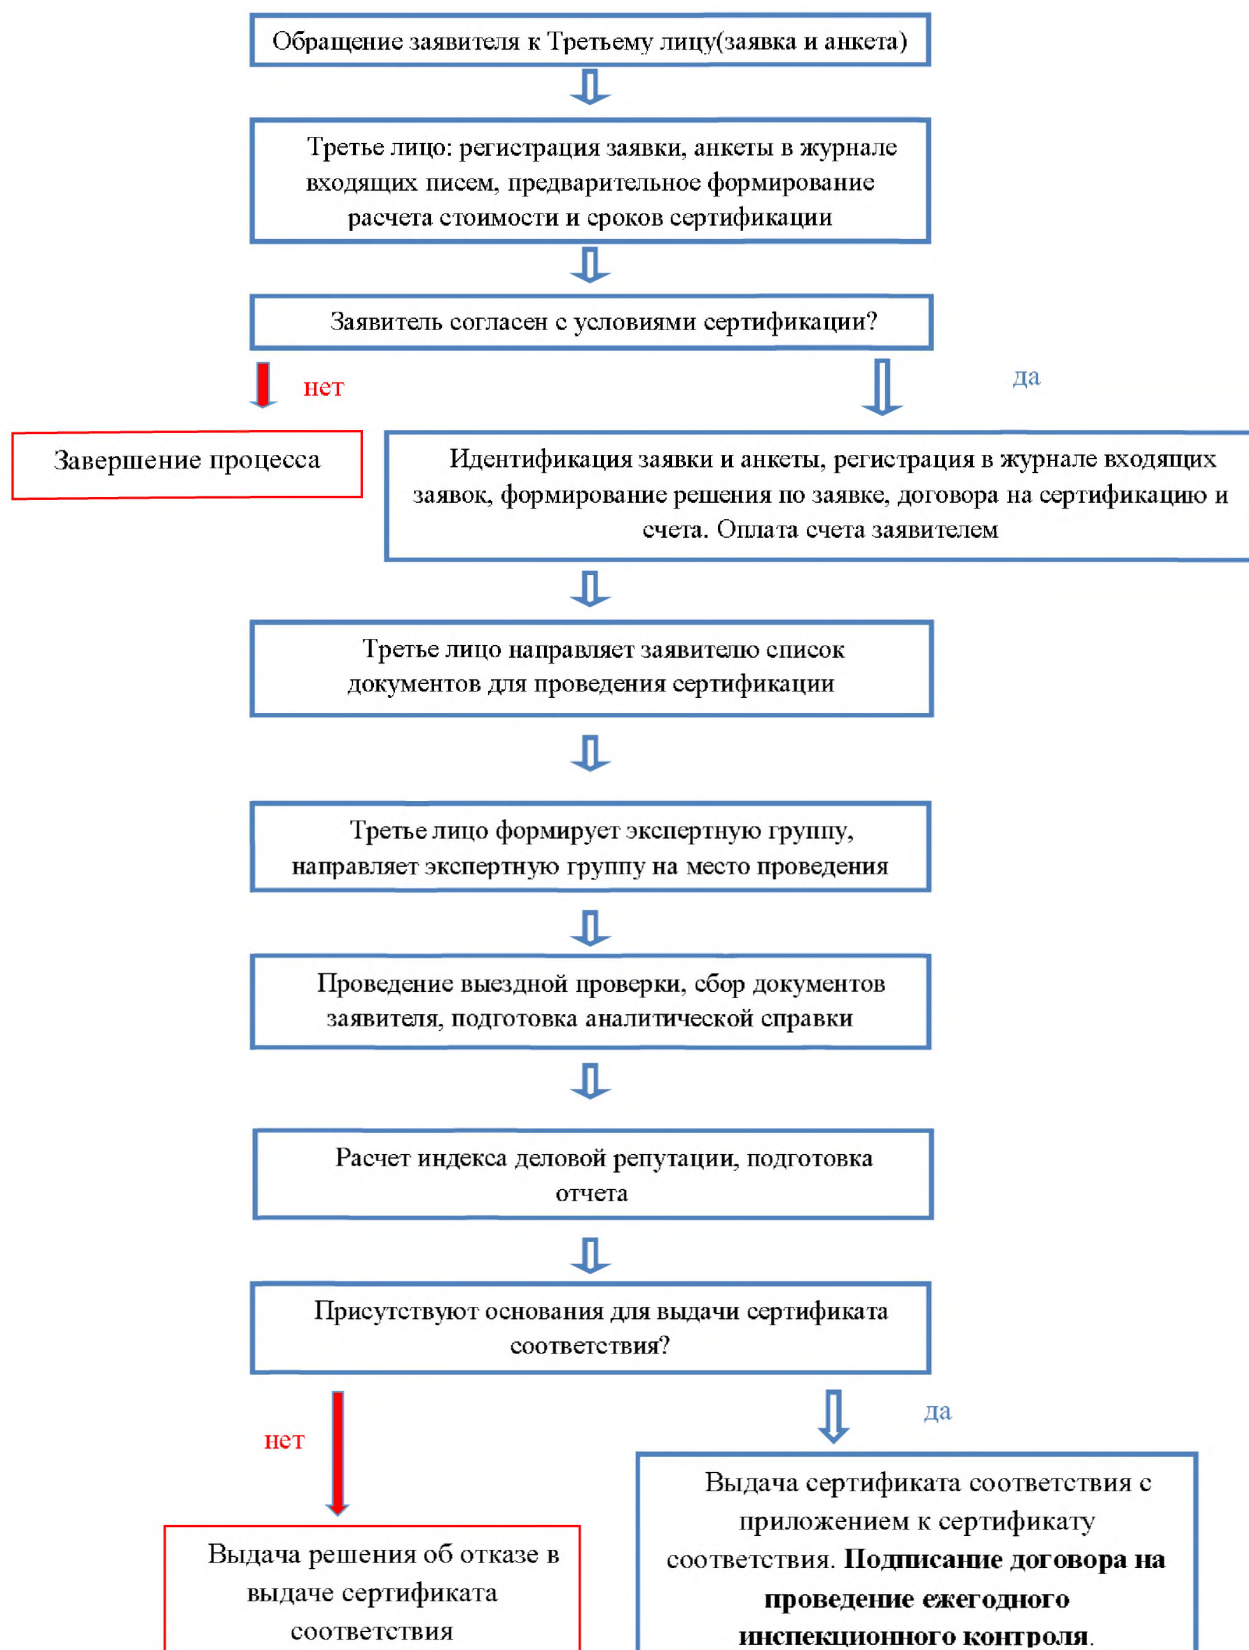 Обращение заявителя к Третьему лицу(заявка и анкета)
Третье лицо: регистрация заявки, анкеты в журнале
входящих писем, предварительное формирование
расчета стоимости и сроков сертификации
Заявитель согласен с условиями сертификации?
нет
да
Завершение процесса
Идентификация заявки и анкеты, регистрация в журнале входящих
заявок, формирование решения по заявке, договора на сертификацию и
счета. Оплата счета заявителем
Третье лицо направляет заявителю список
документов для проведения сертификации
Третье лицо формирует экспертную группу,
направляет экспертную группу на место проведения
Проведение выездной проверки, сбор документов
заявителя, подготовка аналитической справки
Расчет индекса деловой репутации, подготовка
отчета
Присутствуют основания для выдачи сертификата
соответствия?
нет
да
Выдача решения об отказе в
выдаче сертификата
соответствия
Выдача сертификата соответствия с
приложением к сертификату
соответствия. Подписание договора на
проведение ежегодного
инспекционного контроля.